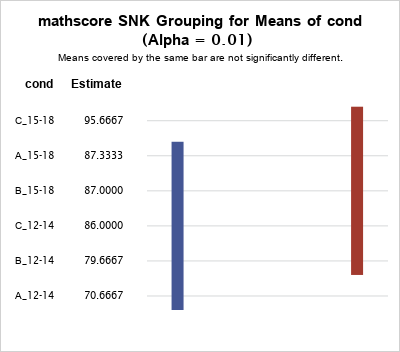 mathscore SNK Grouping for Means of cond
(Alpha = 0.01)
Means covered by the same bar are not significantly different.
cond Estimate
C_15-18 95.6667
A_15-18 87.3333
B_15-18 87.0000
C_12-14 86.0000
B_12-14 79.6667
A_12-14 70.6667